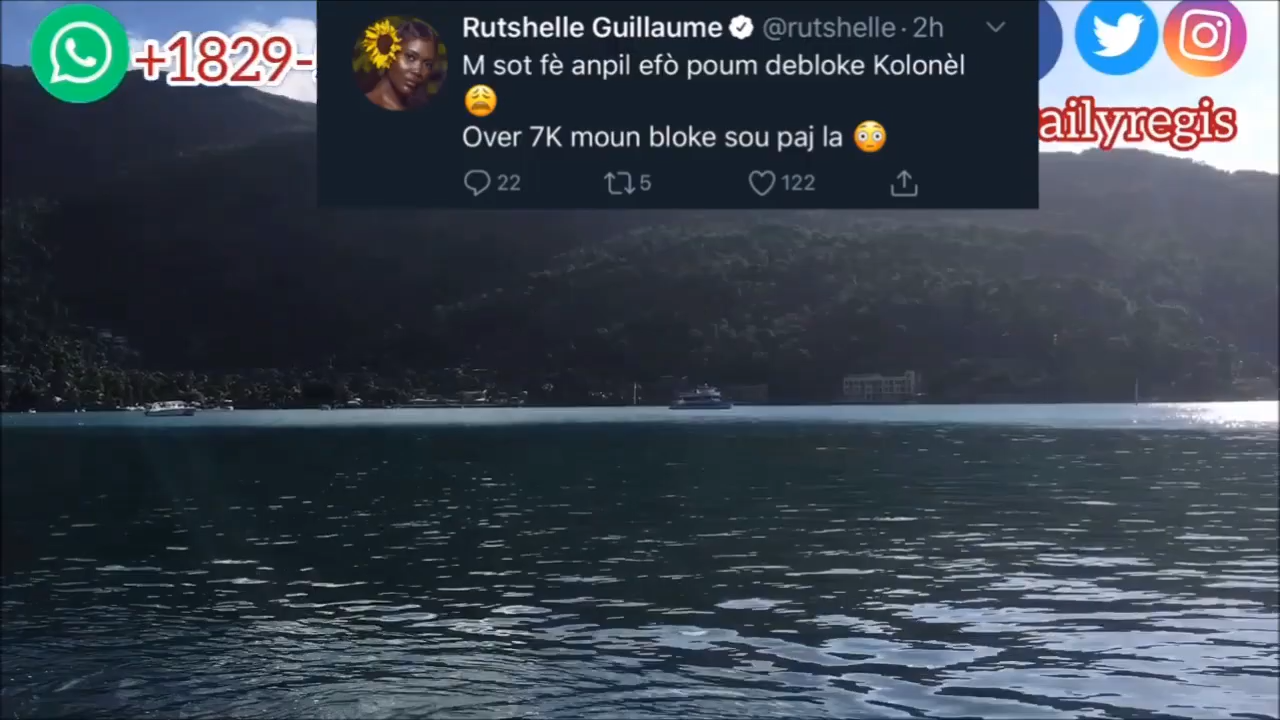 +1829-
Rutshelle Guillaume @rutshelle · 2h
M sot fè anpil efò poum debloke Kolonèl
😩
Over 7K moun bloke sou paj la 😳
22 5 122
ailyregis